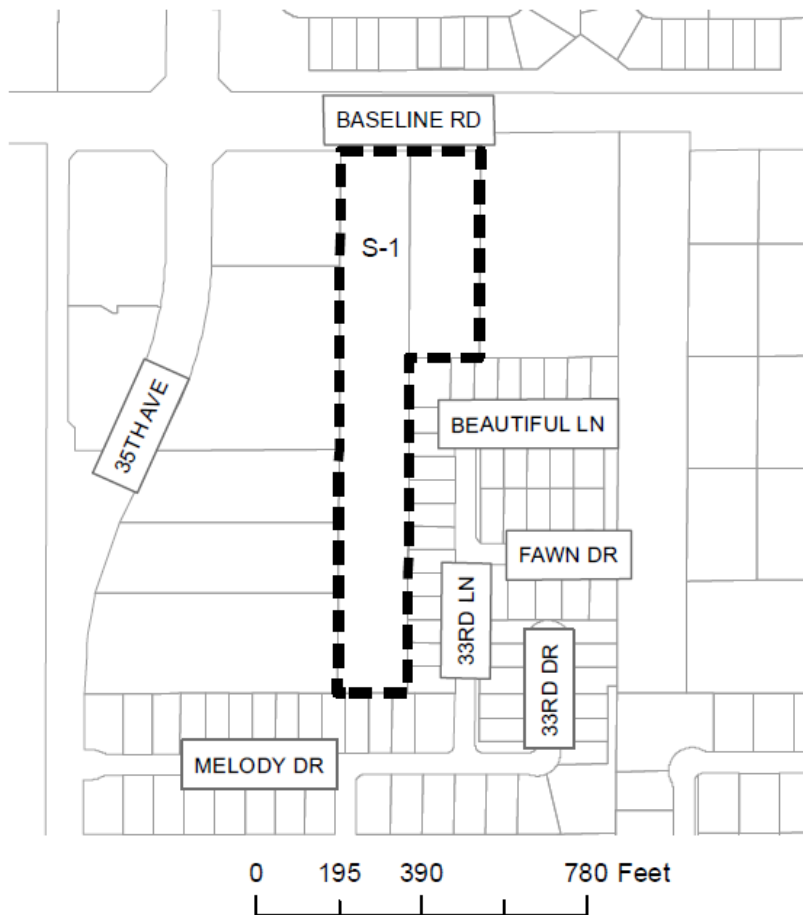 BASELINE RD
S-1
35TH AVE
BEAUTIFUL LN
FAWN DR
33RD LN
33RD DR
MELODY DR
0 195 390 780 Feet